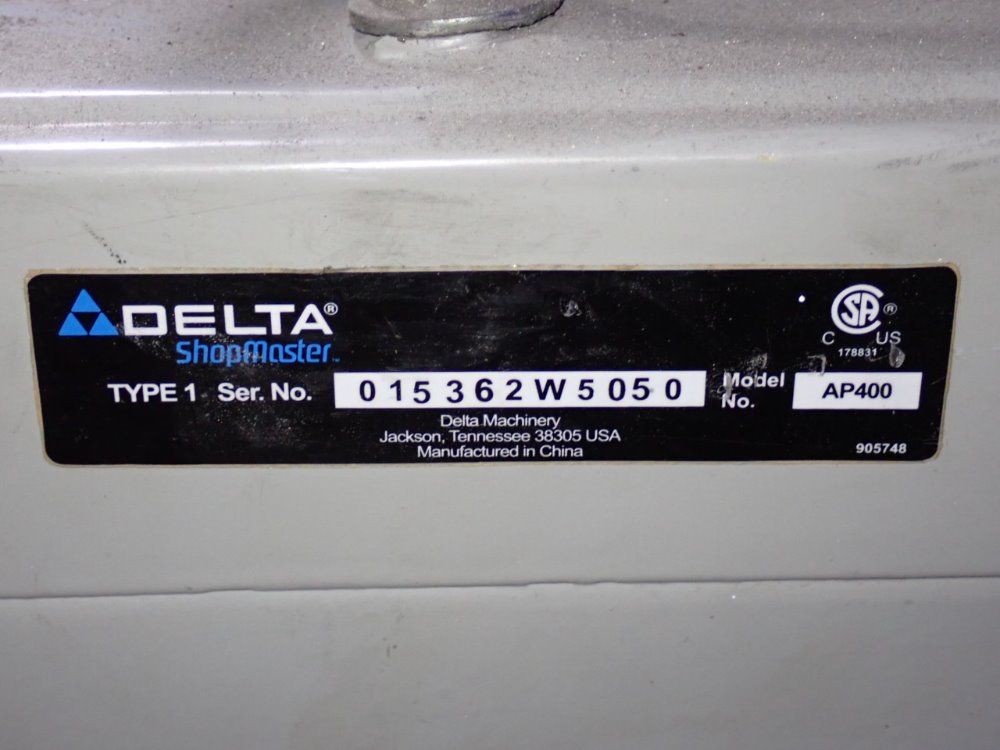 DELTA®
ShopMaster™
CSA ®
C US
178831
TYPE 1 Ser. No. 015362W5050 Model No. AP400
Delta Machinery
Jackson, Tennessee 38305 USA
Manufactured in China
905748